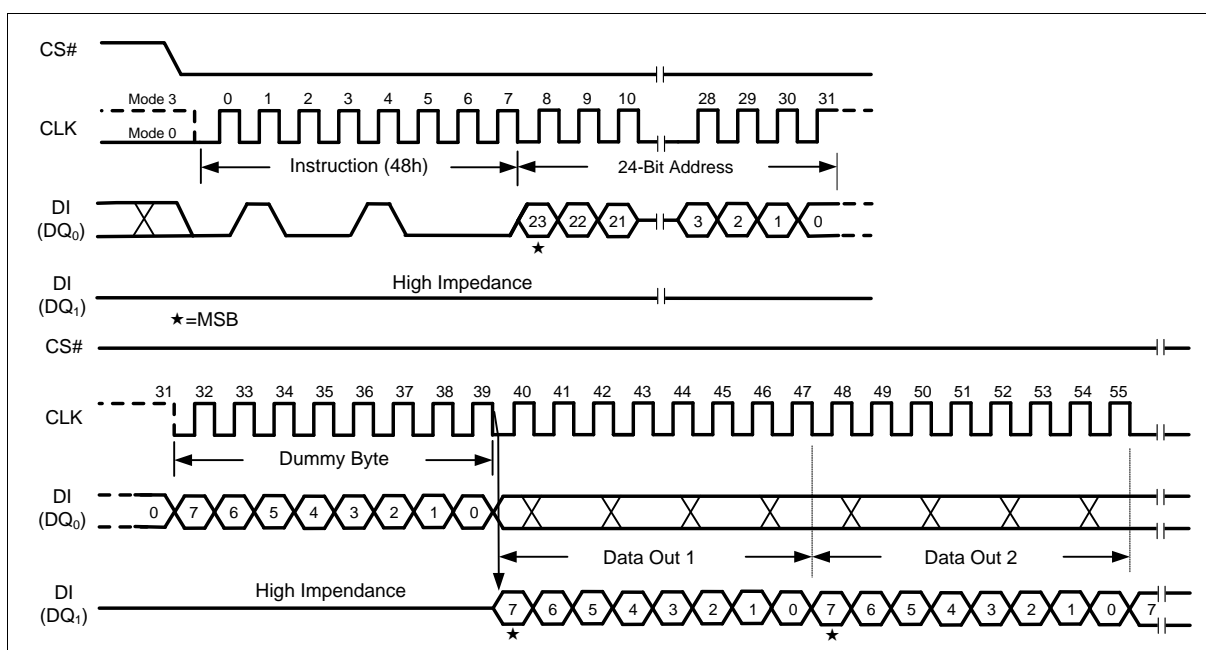 CS#
Mode 3
0 1 2 3 4 5 6 7 8 9 10 28 29 30 31
CLK
Mode 0
Instruction (48h)
24-Bit Address
DI
(DQ0)
23 22 21 3 2 1 0
★
High Impedance
DI
(DQ1)
★=MSB
CS#
31 32 33 34 35 36 37 38 39 40 41 42 43 44 45 46 47 48 49 50 51 52 53 54 55
CLK
Dummy Byte
DI
(DQ0)
0 7 6 5 4 3 2 1 0
Data Out 1
Data Out 2
High Impendance
DI
(DQ1)
7 6 5 4 3 2 1 0 7 6 5 4 3 2 1 0 7
★ ★